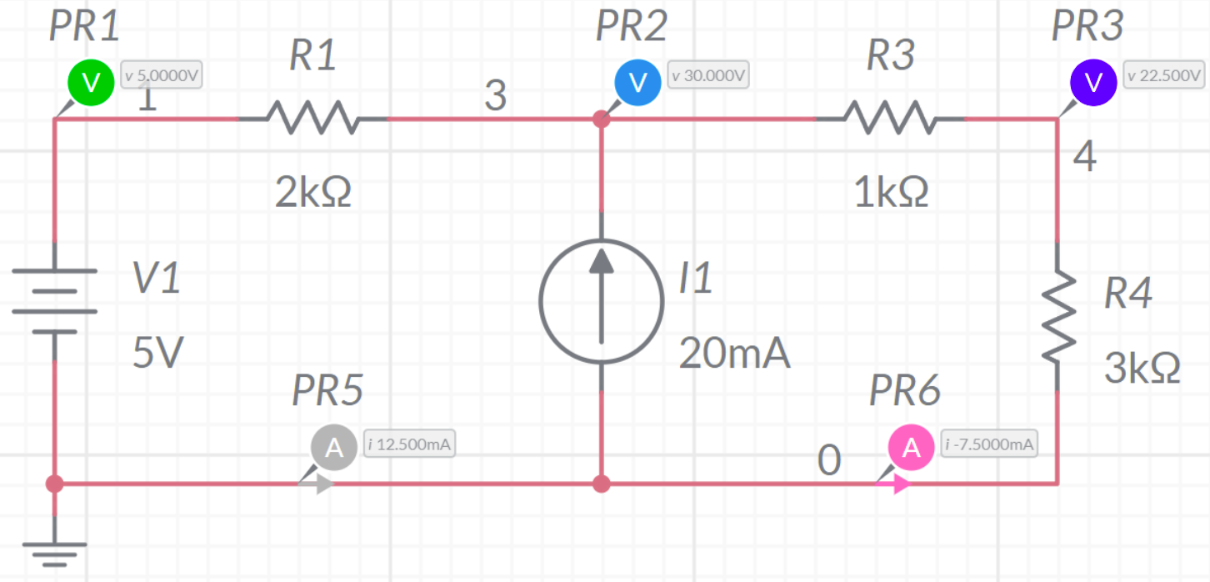 PR1
V
v 5.0000V
1
R1
2kΩ
3
PR2
V
v 30.000V
R3
1kΩ
PR3
V
v 22.500V
4
V1
5V
I1
20mA
R4
3kΩ
PR5
A
i 12.500mA
PR6
A
i -7.5000mA
0